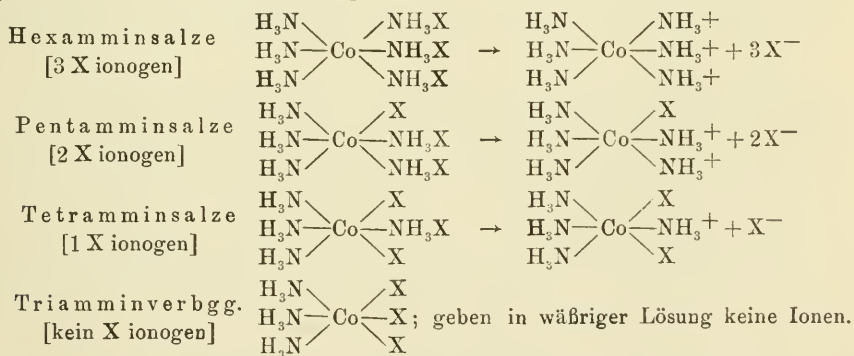 H₃N NH₃X H₃N NH₃+
Hexamminsalze H₃N—Co—NH₃X → H₃N—Co—NH₃+ + 3X−
[3 X ionogen] H₃N NH₃X H₃N NH₃+
H₃N X H₃N X
Pentamminsalze H₃N—Co—NH₃X → H₃N—Co—NH₃+ + 2X−
[2 X ionogen] H₃N NH₃X H₃N NH₃+
H₃N X H₃N X
Tetramminsalze H₃N—Co—NH₃X → H₃N—Co—NH₃+ + X−
[1 X ionogen] H₃N X H₃N X
H₃N X
Triamminverbgg. H₃N—Co—X; geben in wäßriger Lösung keine Ionen.
[kein X ionogen] H₃N X